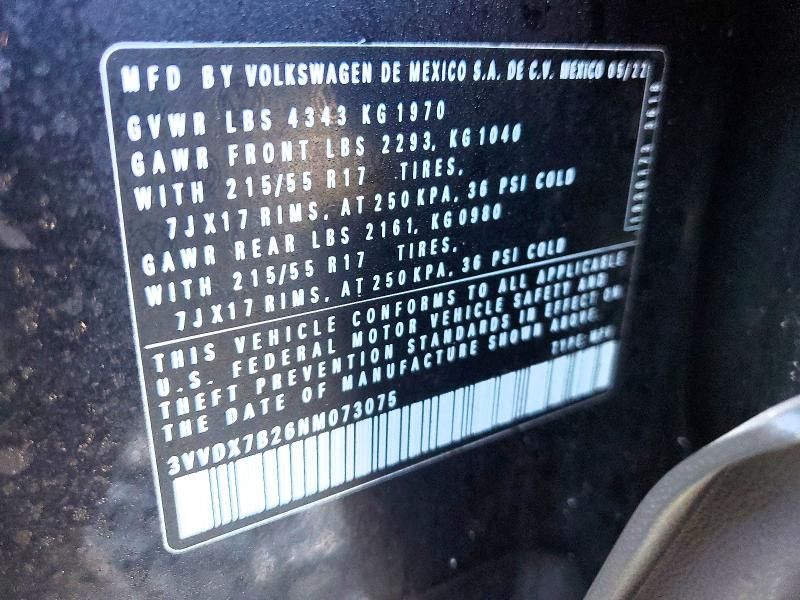 MFD BY VOLKSWAGEN DE MEXICO S.A. DE C.V. MEXICO 05/22
GVWR LBS 4343 KG 1970
GAWR FRONT LBS 2293, KG 1040
WITH 215/55 R17 TIRES,
7JX17 RIMS, AT 250 KPA, 36 PSI COLD
GAWR REAR LBS 2161, KG 0980
WITH 215/55 R17 TIRES,
7JX17 RIMS, AT 250 KPA, 36 PSI COLD
THIS VEHICLE CONFORMS TO ALL APPLICABLE
U.S. FEDERAL MOTOR VEHICLE SAFETY AND
THEFT PREVENTION STANDARDS IN EFFECT ON
THE DATE OF MANUFACTURE SHOWN ABOVE.
TYPE: MPV
3VVDX7B26NM073075